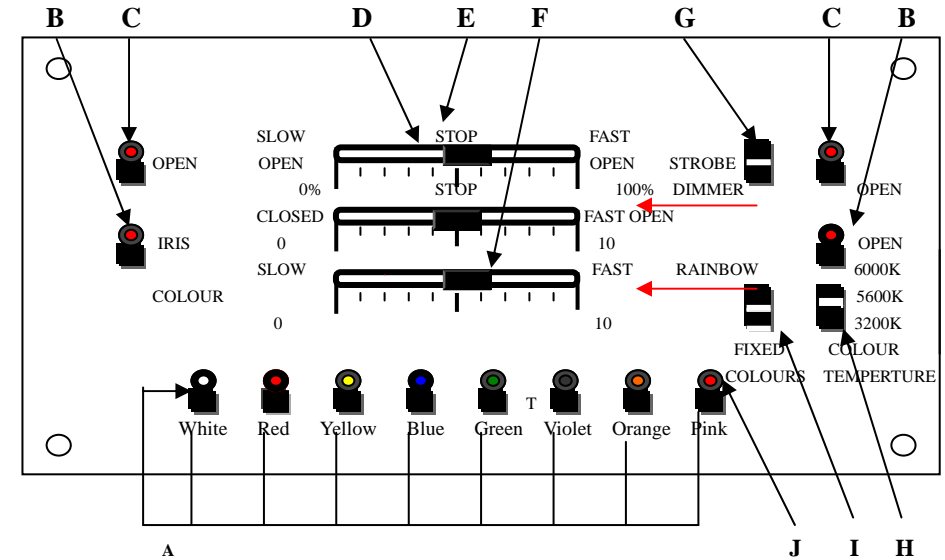 B C D E F G C B
SLOW STOP FAST
OPEN OPEN STROBE OPEN
0% STOP 100% DIMMER OPEN
CLOSED FAST OPEN
IRIS 0 10 OPEN
SLOW FAST RAINBOW 6000K
COLOUR 5600K
0 10 3200K
FIXED COLOUR
COLOURS TEMPERTURE
T
White Red Yellow Blue Green Violet Orange Pink
A J I H